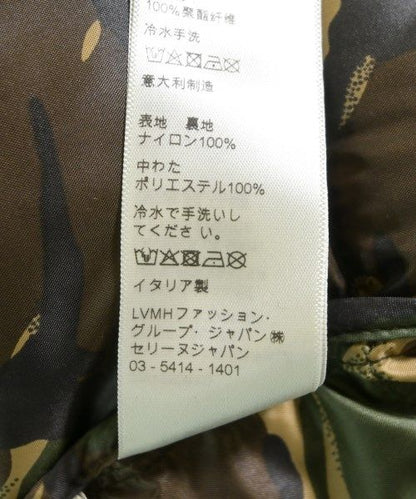 100%聚酯纤维
冷水手洗
意大利制造
表地 裏地
ナイロン100%
中わた
ポリエステル100%
冷水で手洗いし
てください。
イタリア製
LVMHファッション・
グループ・ジャパン㈱
セリーヌジャパン
03-5414-1401